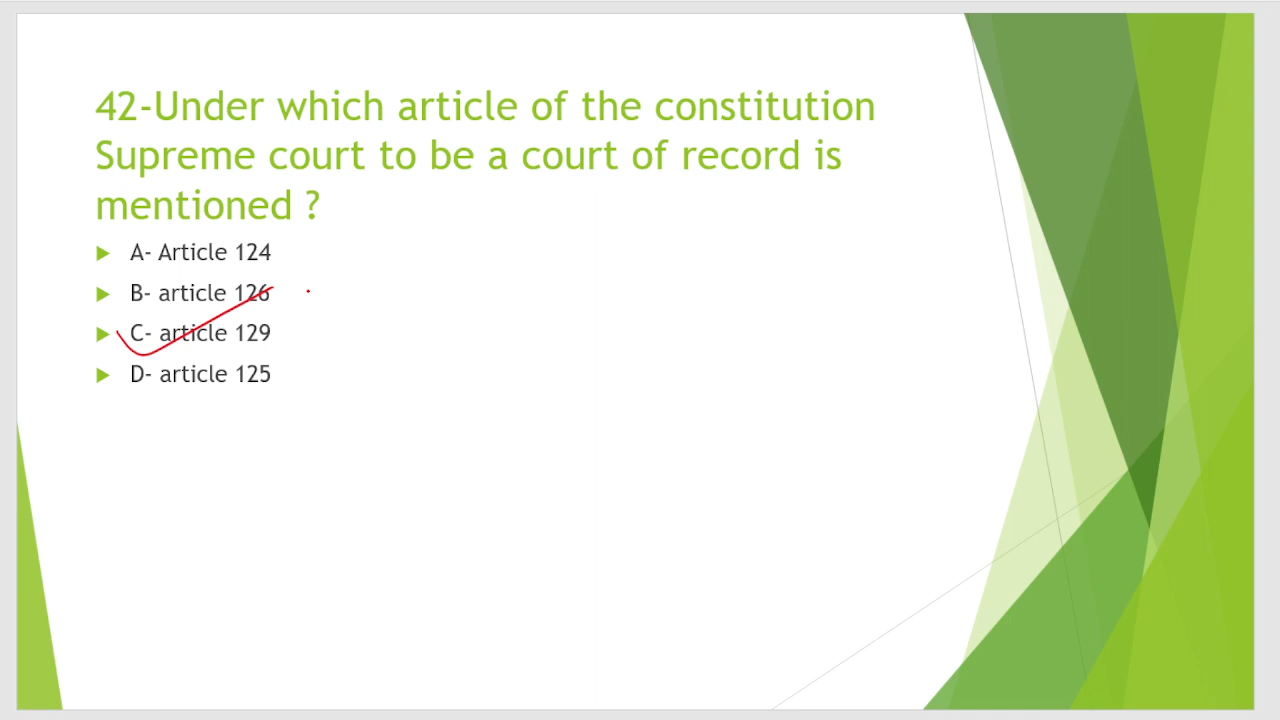 42-Under which article of the constitution
Supreme court to be a court of record is
mentioned ?
A- Article 124
B- article 126
C- article 129
D- article 125